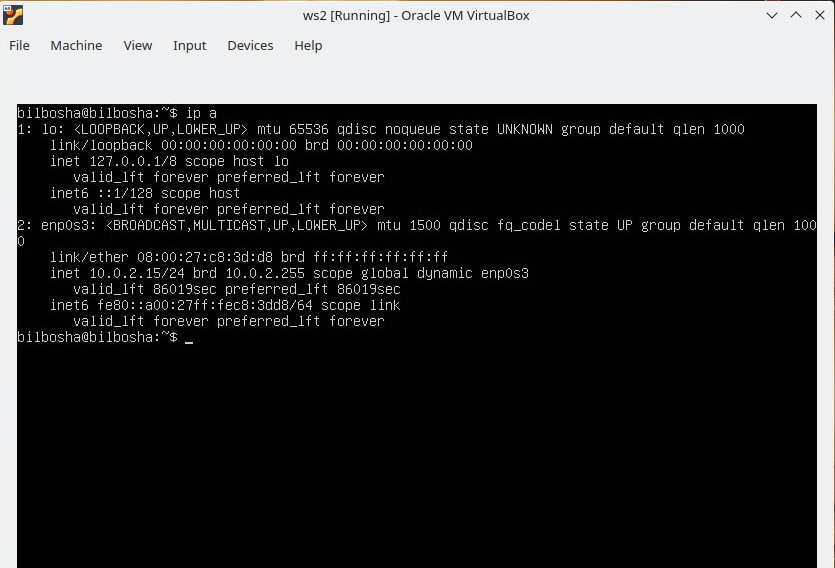 ws2 [Running] - Oracle VM VirtualBox
File Machine View Input Devices Help
bilbosha@bilbosha:~$ ip a
1: lo: <LOOPBACK,UP,LOWER_UP> mtu 65536 qdisc noqueue state UNKNOWN group default qlen 1000
    link/loopback 00:00:00:00:00:00 brd 00:00:00:00:00:00
    inet 127.0.0.1/8 scope host lo
       valid_lft forever preferred_lft forever
    inet6 ::1/128 scope host
       valid_lft forever preferred_lft forever
2: enp0s3: <BROADCAST,MULTICAST,UP,LOWER_UP> mtu 1500 qdisc fq_codel state UP group default qlen 100
0
    link/ether 08:00:27:c8:3d:d8 brd ff:ff:ff:ff:ff:ff
    inet 10.0.2.15/24 brd 10.0.2.255 scope global dynamic enp0s3
       valid_lft 86019sec preferred_lft 86019sec
    inet6 fe80::a00:27ff:fec8:3dd8/64 scope link
       valid_lft forever preferred_lft forever
bilbosha@bilbosha:~$ _